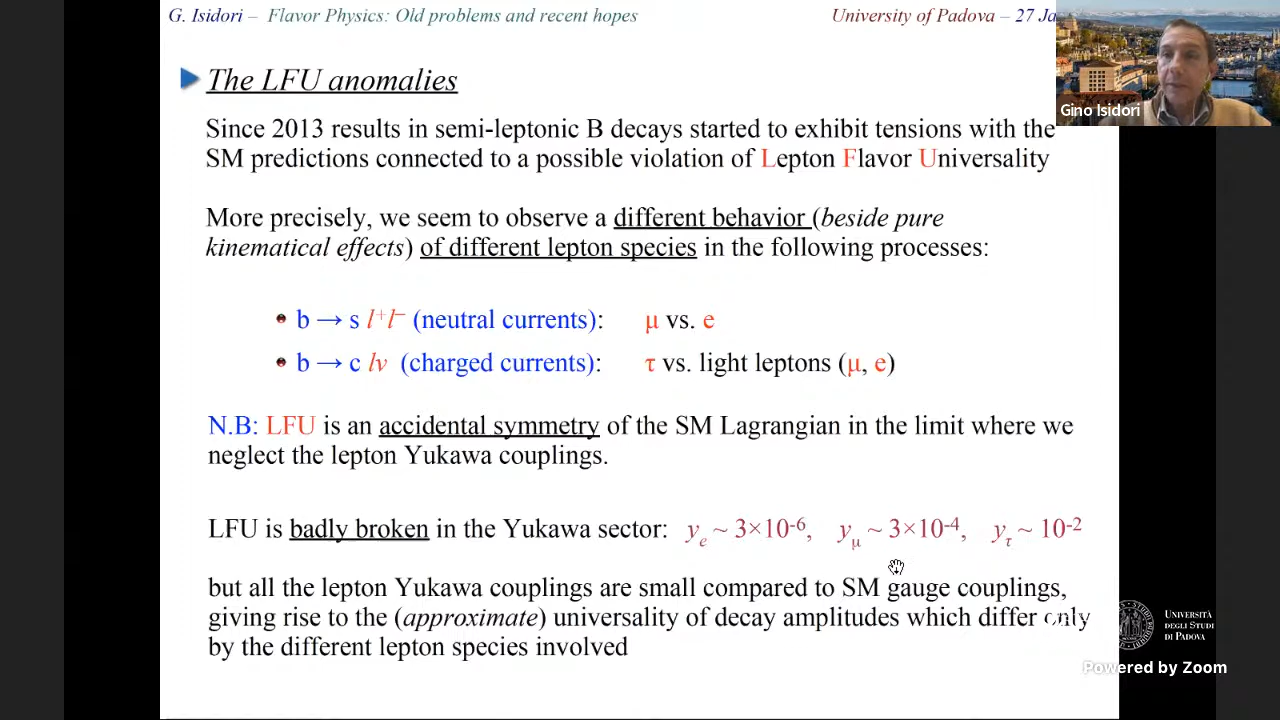 G. Isidori – Flavor Physics: Old problems and recent hopes
University of Padova – 27 Ja
Gino Isidori
The LFU anomalies
Since 2013 results in semi-leptonic B decays started to exhibit tensions with the
SM predictions connected to a possible violation of Lepton Flavor Universality
More precisely, we seem to observe a different behavior (beside pure
kinematical effects) of different lepton species in the following processes:
b → s l⁺l⁻ (neutral currents): μ vs. e
b → c lν (charged currents): τ vs. light leptons (μ, e)
N.B: LFU is an accidental symmetry of the SM Lagrangian in the limit where we
neglect the lepton Yukawa couplings.
LFU is badly broken in the Yukawa sector: yₑ ~ 3×10⁻⁶, y_μ ~ 3×10⁻⁴, y_τ ~ 10⁻²
but all the lepton Yukawa couplings are small compared to SM gauge couplings,
giving rise to the (approximate) universality of decay amplitudes which differ only
by the different lepton species involved
UNIVERSITÀ
DEGLI STUDI
DI PADOVA
Powered by Zoom